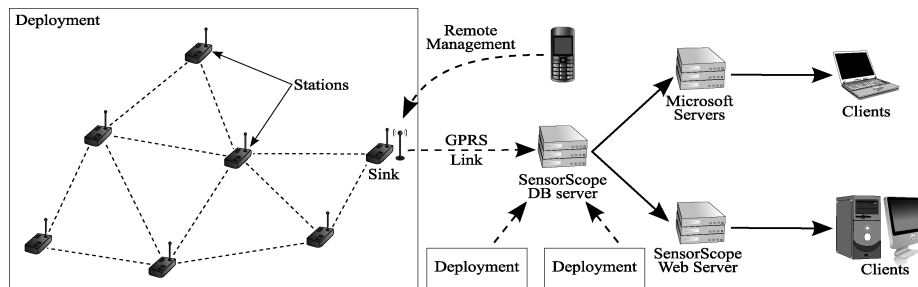 Deployment
Stations
Sink
Remote
Management
GPRS
Link
SensorScope
DB server
Deployment
Deployment
Microsoft
Servers
Clients
SensorScope
Web Server
Clients